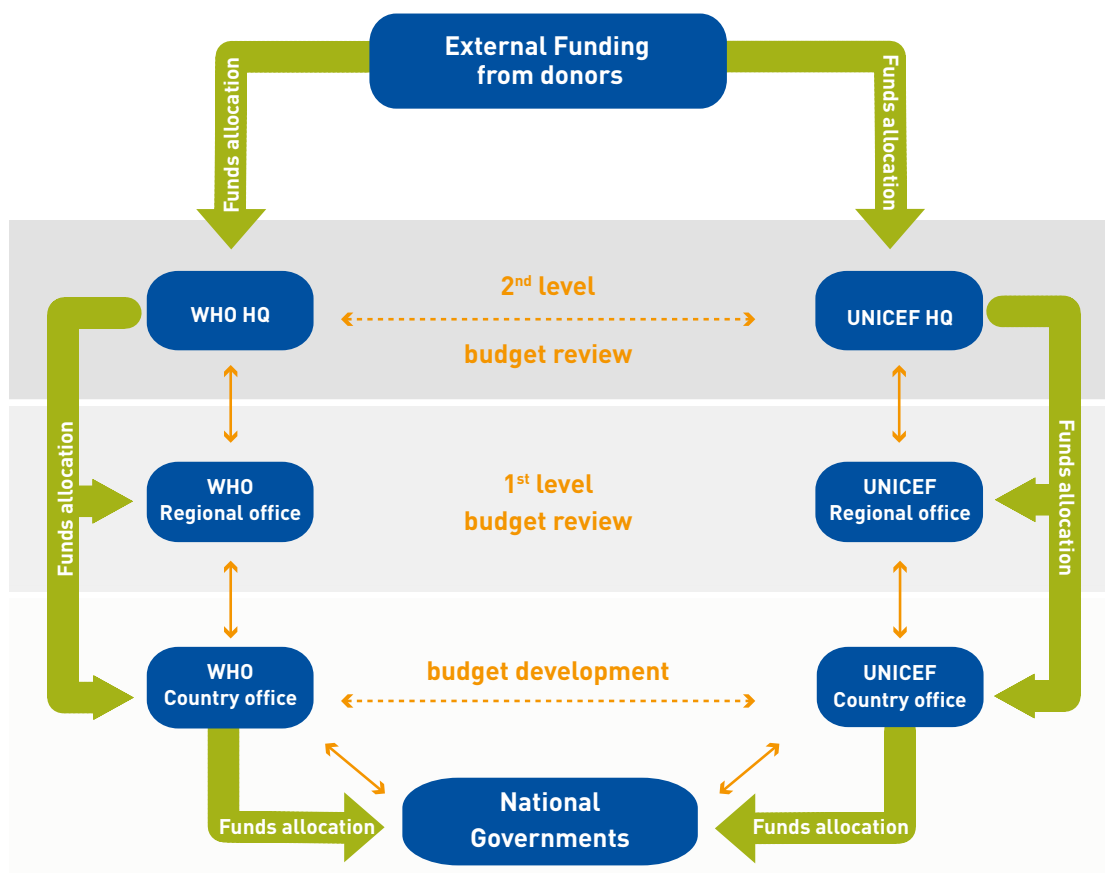 External Funding
from donors
Funds allocation
Funds allocation
WHO HQ
2nd level
budget review
UNICEF HQ
Funds allocation
WHO
Regional office
1st level
budget review
UNICEF
Regional office
Funds allocation
WHO
Country office
budget development
UNICEF
Country office
Funds allocation
National
Governments
Funds allocation